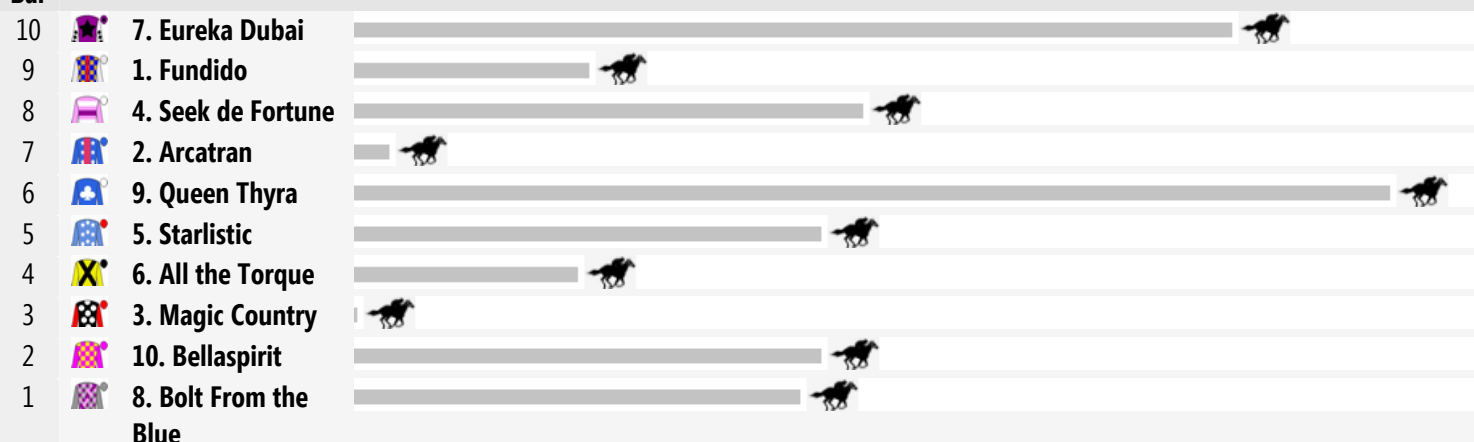 Bar
10 7. Eureka Dubai
9 1. Fundido
8 4. Seek de Fortune
7 2. Arcatran
6 9. Queen Thyra
5 5. Starlistic
4 6. All the Torque
3 3. Magic Country
2 10. Bellaspirit
1 8. Bolt From the
Blue